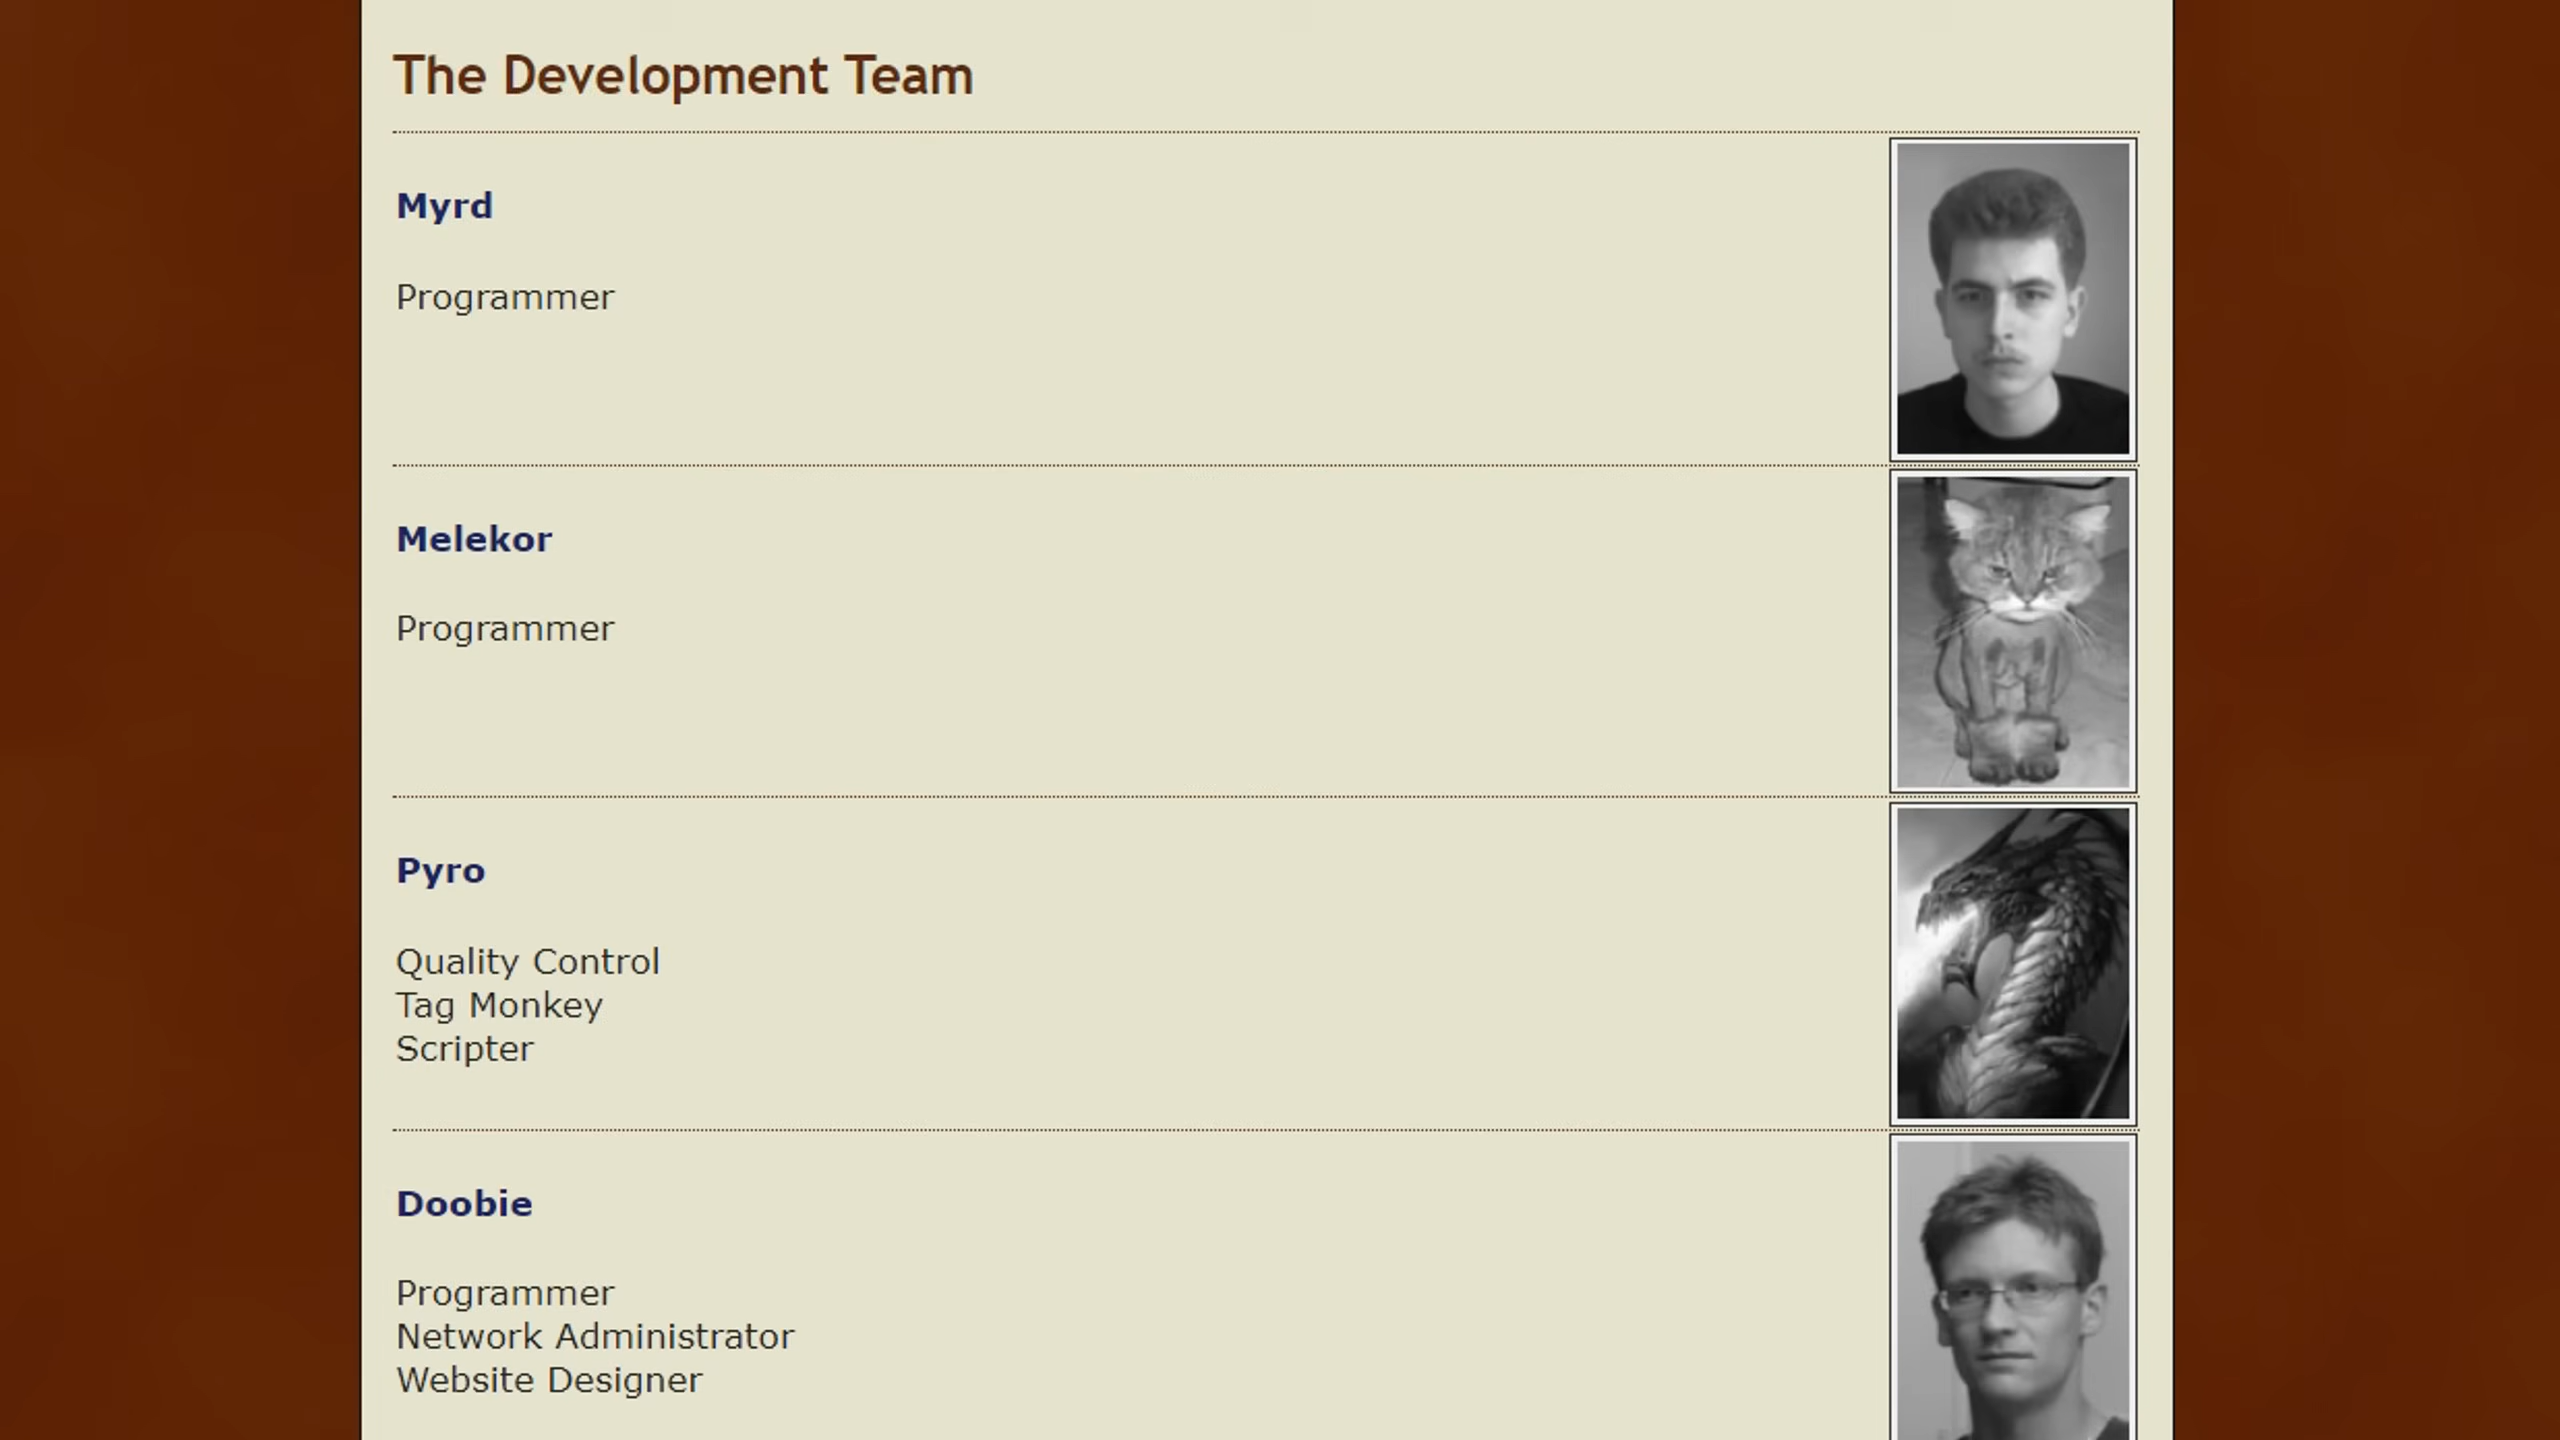 The Development Team
Myrd
Programmer
Melekor
Programmer
Pyro
Quality Control
Tag Monkey
Scripter
Doobie
Programmer
Network Administrator
Website Designer